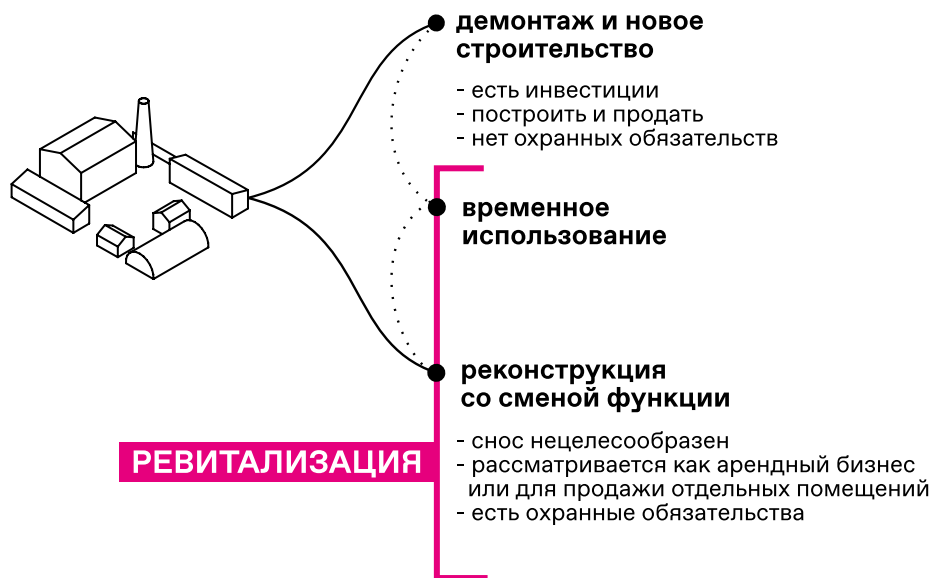 демонтаж и новое
строительство
- есть инвестиции
- построить и продать
- нет охранных обязательств
временное
использование
реконструкция
со сменой функции
- снос нецелесообразен
- рассматривается как арендный бизнес
или для продажи отдельных помещений
- есть охранные обязательства
РЕВИТАЛИЗАЦИЯ